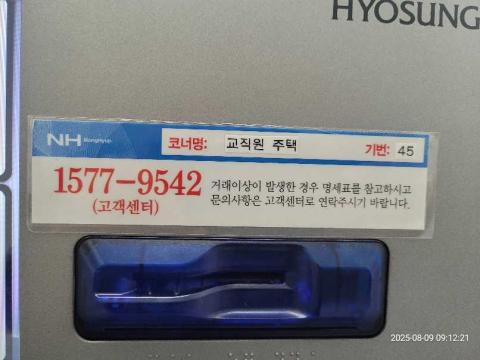 HYOSUNG
NH NongHyup 코너명: 교직원 주택 기번: 45
1577-9542
(고객센터)
거래이상이 발생한 경우 명세표를 참고하시고
문의사항은 고객센터로 연락주시기 바랍니다.
2025-08-09 09:12:21